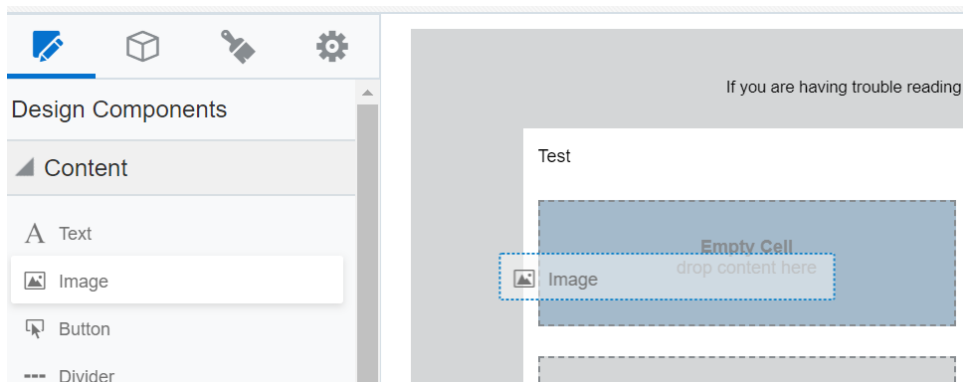 Design Components
Content
Text
Image
Button
Divider
If you are having trouble reading
Test
Empty Cell
drop content here
Image